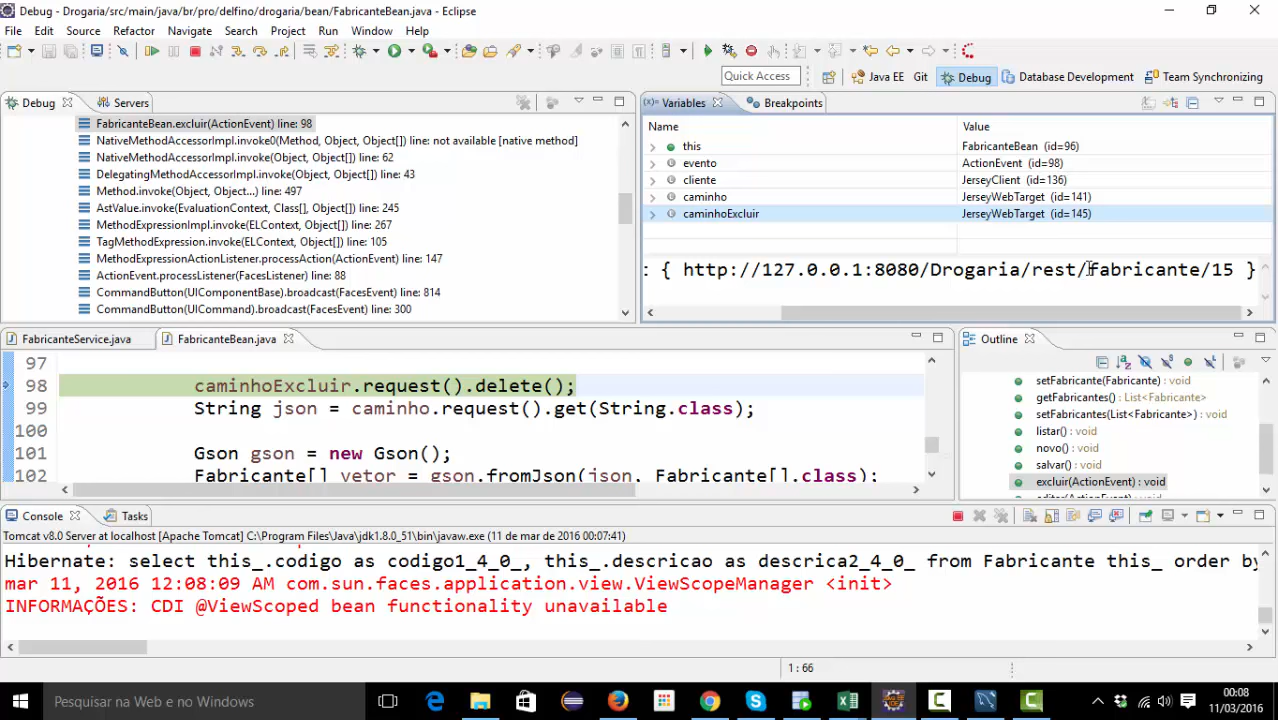 Debug - Drogaria/src/main/java/br/pro/delfino/drogaria/bean/FabricanteBean.java - Eclipse
File Edit Source Refactor Navigate Search Project Run Window Help
Quick Access
Java EE
Git
Debug
Database Development
Team Synchronizing
Debug
Servers
FabricanteBean.excluir(ActionEvent) line: 98
NativeMethodAccessorImpl.invoke0(Method, Object, Object[]) line: not available [native method]
NativeMethodAccessorImpl.invoke(Object, Object[]) line: 62
DelegatingMethodAccessorImpl.invoke(Object, Object[]) line: 43
Method.invoke(Object, Object...) line: 497
AstValue.invoke(EvaluationContext, Class[], Object[]) line: 245
MethodExpressionImpl.invoke(ELContext, Object[]) line: 267
TagMethodExpression.invoke(ELContext, Object[]) line: 105
MethodExpressionActionListener.processAction(ActionEvent) line: 147
ActionEvent.processListener(FacesListener) line: 88
CommandButton(UIComponentBase).broadcast(FacesEvent) line: 814
CommandButton(UICommand).broadcast(FacesEvent) line: 300
(x)= Variables
Breakpoints
Name Value
this FabricanteBean (id=96)
evento ActionEvent (id=98)
cliente JerseyClient (id=136)
caminho JerseyWebTarget (id=141)
caminhoExcluir JerseyWebTarget (id=145)
: { http://127.0.0.1:8080/Drogaria/rest/fabricante/15 }
FabricanteService.java
FabricanteBean.java
97
98 caminhoExcluir.request().delete();
99 String json = caminho.request().get(String.class);
100
101 Gson gson = new Gson();
102 Fabricante[] vetor = gson.fromJson(json, Fabricante[].class);
Outline
setFabricante(Fabricante) : void
getFabricantes() : List<Fabricante>
setFabricantes(List<Fabricante>) : void
listar() : void
novo() : void
salvar() : void
excluir(ActionEvent) : void
editar(ActionEvent) : void
Console
Tasks
Tomcat v8.0 Server at localhost [Apache Tomcat] C:\Program Files\Java\jdk1.8.0_51\bin\javaw.exe (11 de mar de 2016 00:07:41)
Hibernate: select this_.codigo as codigo1_4_0_, this_.descricao as descrica2_4_0_ from Fabricante this_ order by
mar 11, 2016 12:08:09 AM com.sun.faces.application.view.ViewScopeManager <init>
INFORMAÇÕES: CDI @ViewScoped bean functionality unavailable
1 : 66
Pesquisar na Web e no Windows
00:08
11/03/2016